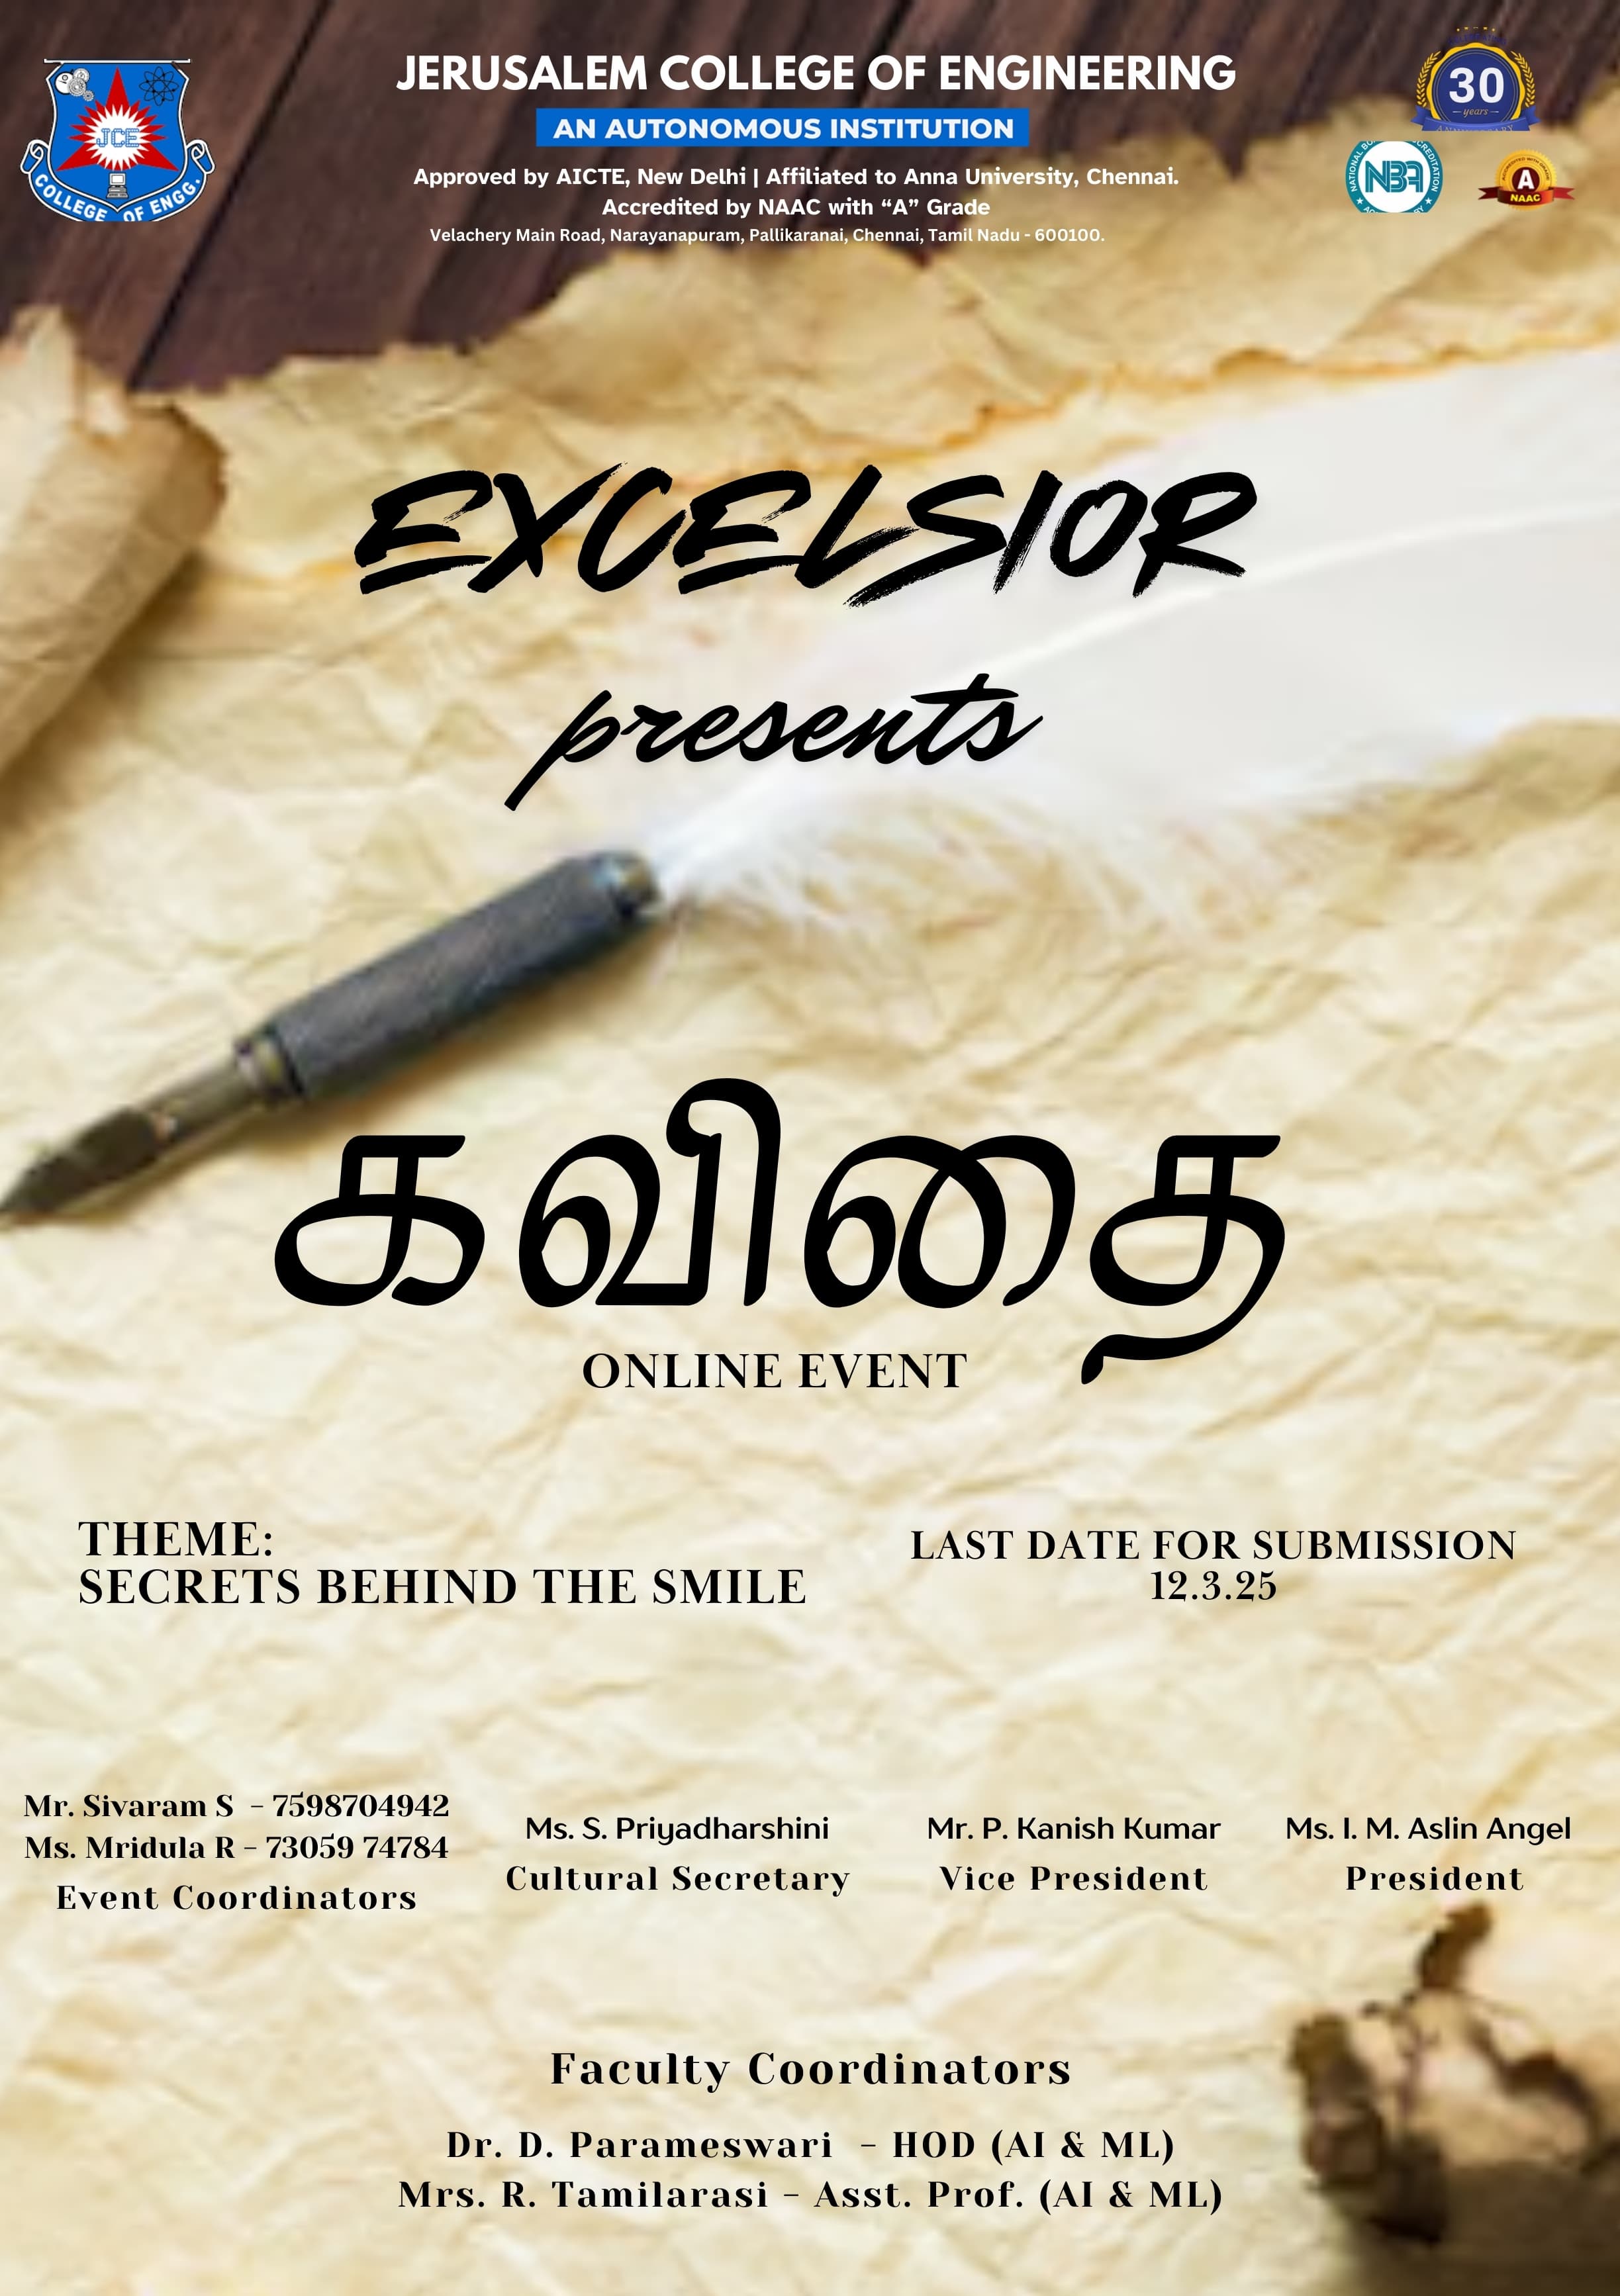 JERUSALEM COLLEGE OF ENGINEERING
AN AUTONOMOUS INSTITUTION
Approved by AICTE, New Delhi | Affiliated to Anna University, Chennai.
Accredited by NAAC with “A” Grade
Velachery Main Road, Narayanapuram, Pallikaranai, Chennai, Tamil Nadu - 600100.
JCE
COLLEGE OF ENGG.
30
years
ANNIVERSARY
NBA
A
NAAC
EXCELSIOR
presents
கவிதை
ONLINE EVENT
THEME:
SECRETS BEHIND THE SMILE
LAST DATE FOR SUBMISSION
12.3.25
Mr. Sivaram S - 7598704942
Ms. Mridula R - 73059 74784
Event Coordinators
Ms. S. Priyadharshini
Cultural Secretary
Mr. P. Kanish Kumar
Vice President
Ms. I. M. Aslin Angel
President
Faculty Coordinators
Dr. D. Parameswari - HOD (AI & ML)
Mrs. R. Tamilarasi - Asst. Prof. (AI & ML)